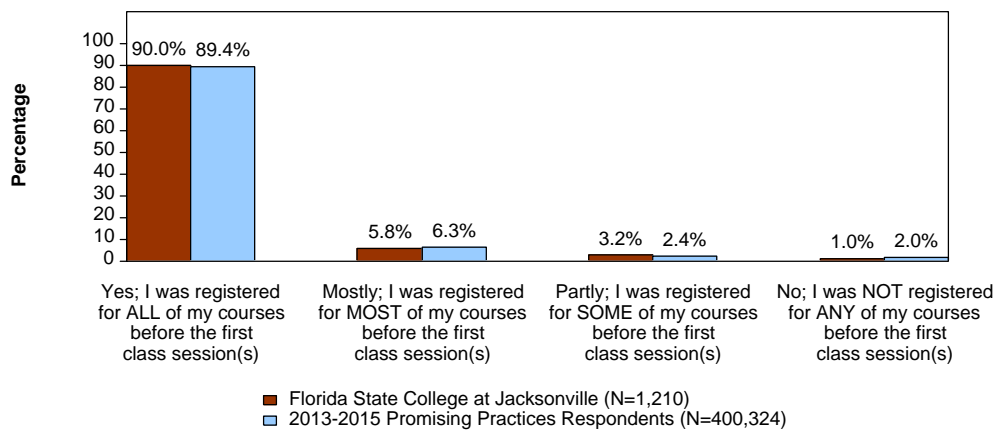 Percentage
100
90
80
70
60
50
40
30
20
10
0
90.0% 89.4%
5.8% 6.3%
3.2% 2.4%
1.0% 2.0%
Yes; I was registered
for ALL of my courses
before the first
class session(s)
Mostly; I was registered
for MOST of my courses
before the first
class session(s)
Partly; I was registered
for SOME of my courses
before the first
class session(s)
No; I was NOT registered
for ANY of my courses
before the first
class session(s)
Florida State College at Jacksonville (N=1,210)
2013-2015 Promising Practices Respondents (N=400,324)